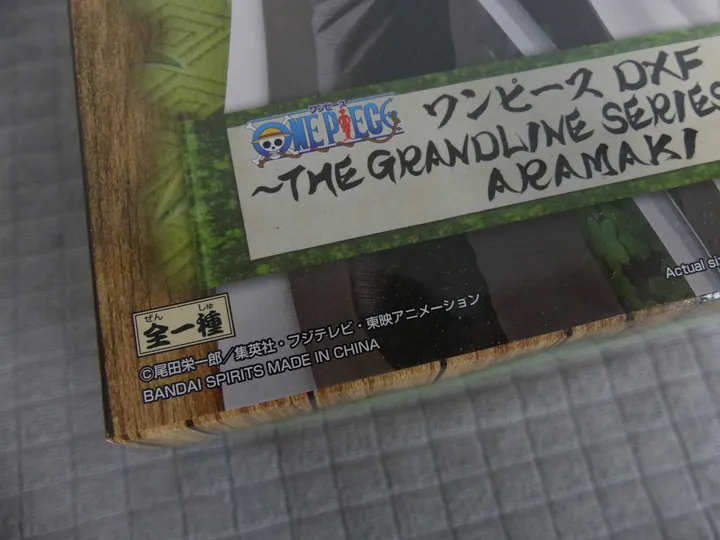 ワンピース
ONE PIECE
ワンピース DXF
~THE GRANDLINE SERIES
ARAMAKI
Actual
ぜん しゅ
全一種
©尾田栄一郎／集英社・フジテレビ・東映アニメーション
BANDAI SPIRITS MADE IN CHINA